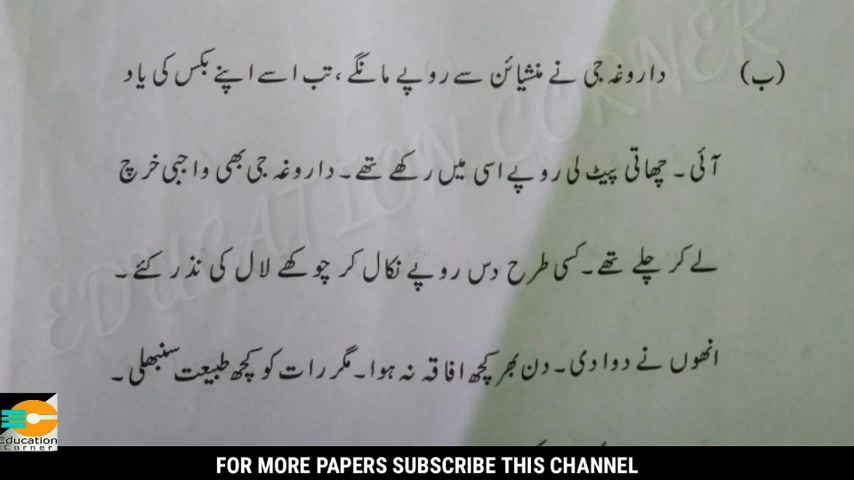 (ب) داروغہ جی نے منشیائن سے روپے مانگے، تب اسے اپنے بکس کی یاد
آئی۔ چھاتی پیٹ لی روپے اسی میں رکھے تھے۔ داروغہ جی بھی واجبی خرچ
لے کر چلے تھے۔ کسی طرح دس روپے نکال کر چوکھے لال کی نذر کئے۔
انھوں نے دوا دی۔ دن بھر کچھ افاقہ نہ ہوا۔ مگر رات کو کچھ طبیعت سنبھلی۔
EDUCATION CORNER
Education
Corner
FOR MORE PAPERS SUBSCRIBE THIS CHANNEL